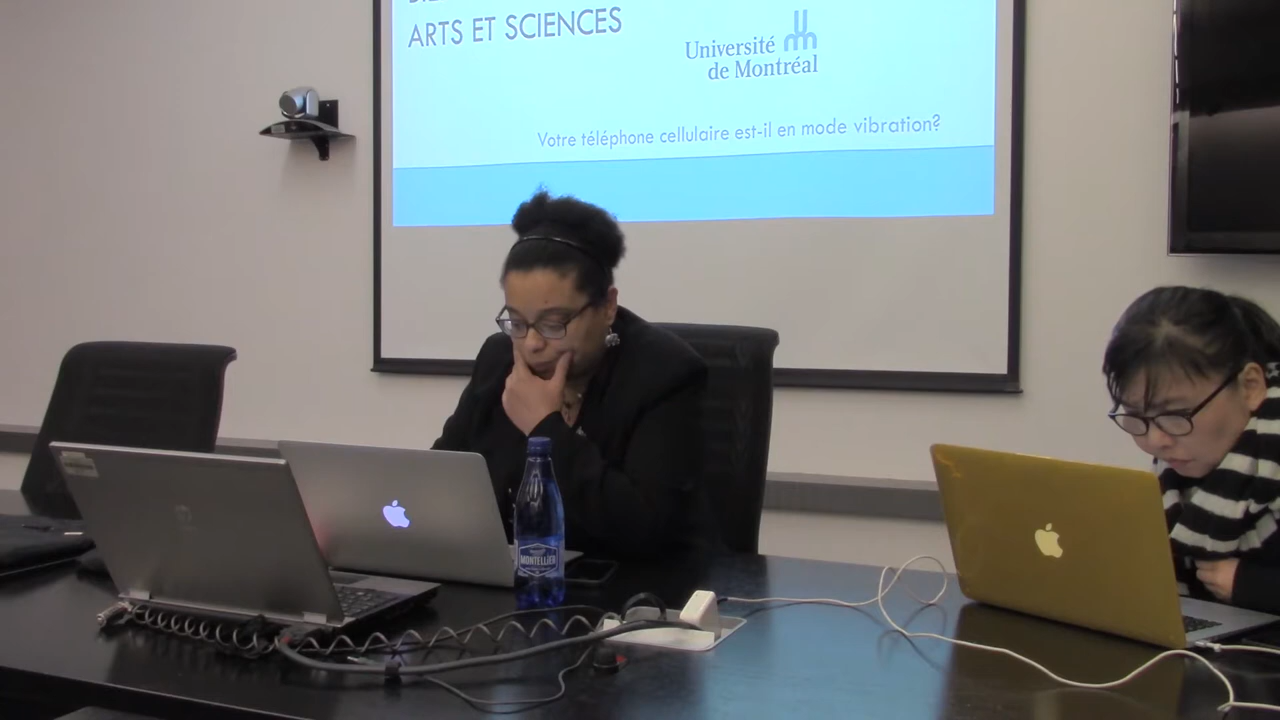 ARTS ET SCIENCES
Université
de Montréal
Votre téléphone cellulaire est-il en mode vibration?
MONTELLIER